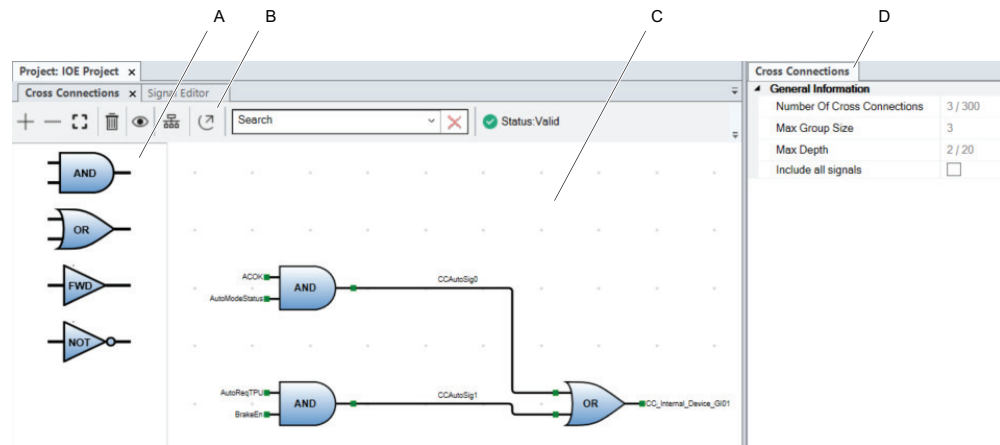 A B C D
Project: IOE Project x
Cross Connections x Signal Editor
Search
Status:Valid
AND
OR
FWD
NOT
ACOK
AutoModeStatus
AND
CCAutoSig0
AutoReqTPU
BrakeEn
AND
CCAutoSig1
OR
CC_Internal_Device_GI01
Cross Connections
General Information
Number Of Cross Connections 3 / 300
Max Group Size 3
Max Depth 2 / 20
Include all signals